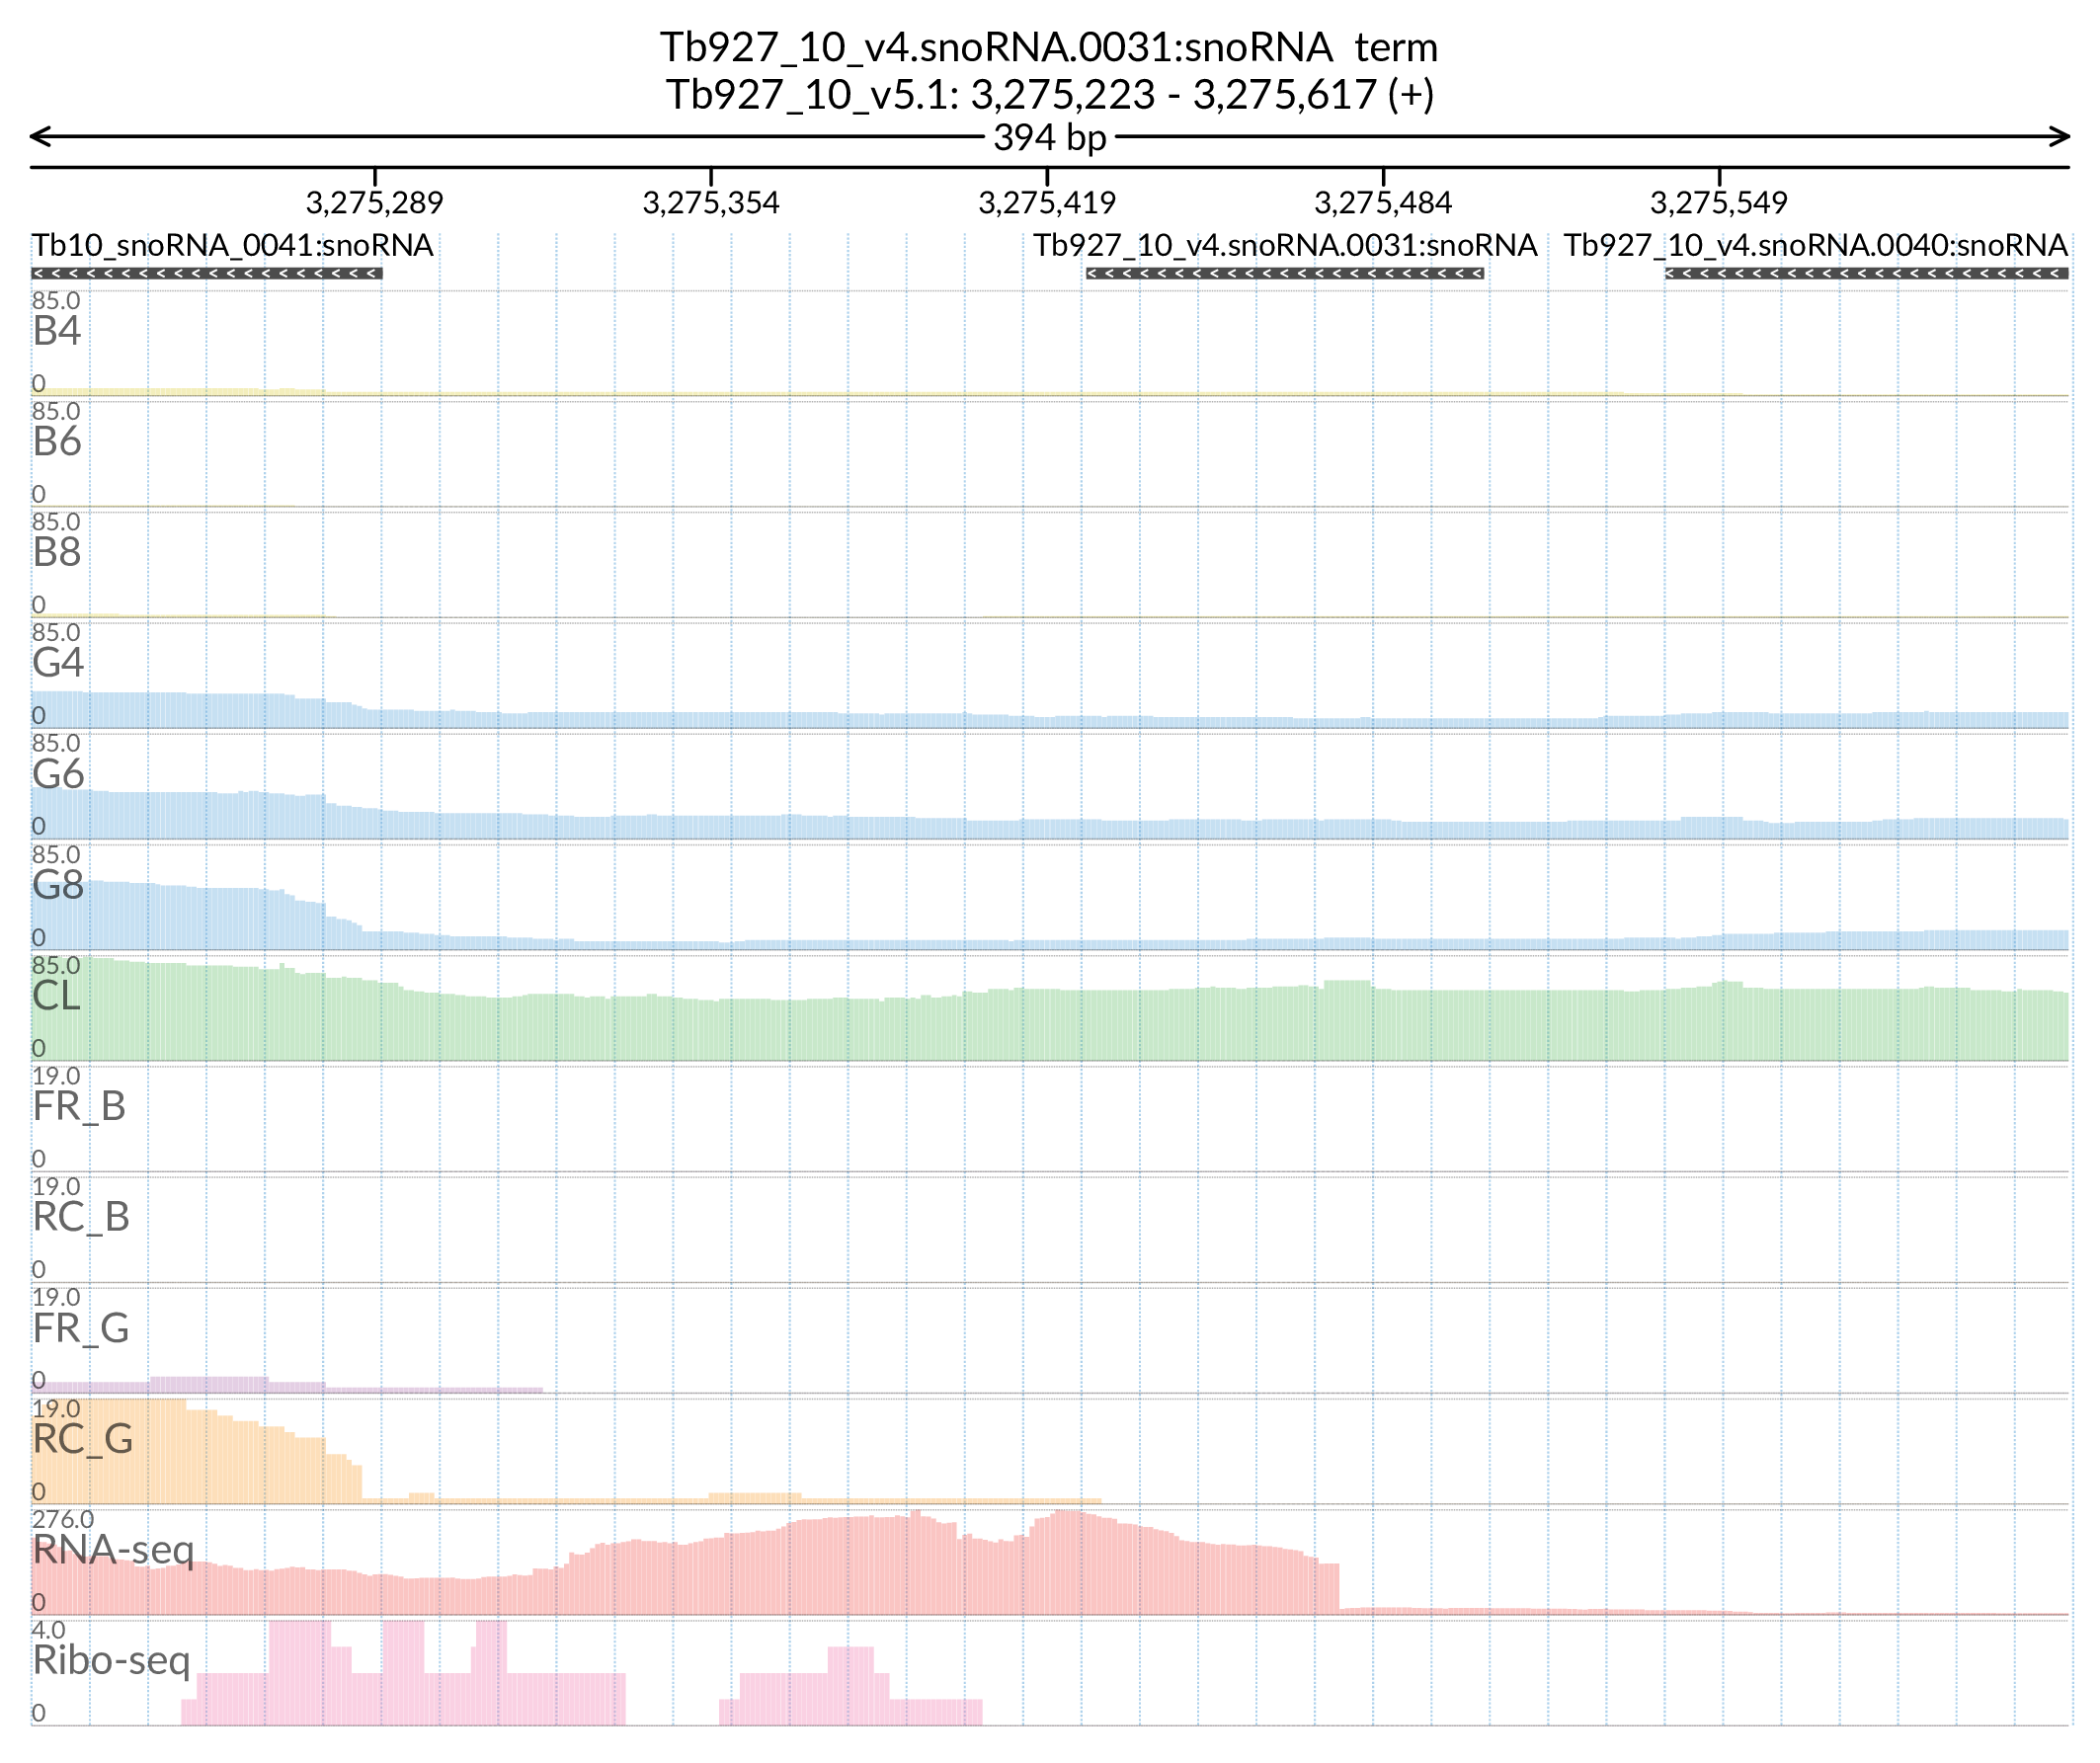 Tb927_10_v4.snoRNA.0031:snoRNA term
Tb927_10_v5.1: 3,275,223 - 3,275,617 (+)
394 bp
3,275,289 3,275,354 3,275,419 3,275,484 3,275,549
Tb10_snoRNA_0041:snoRNA Tb927_10_v4.snoRNA.0031:snoRNA Tb927_10_v4.snoRNA.0040:snoRNA
85.0
B4
0
85.0
B6
0
85.0
B8
0
85.0
G4
0
85.0
G6
0
85.0
G8
0
85.0
CL
0
19.0
FR_B
0
19.0
RC_B
0
19.0
FR_G
0
19.0
RC_G
0
276.0
RNA-seq
0
4.0
Ribo-seq
0